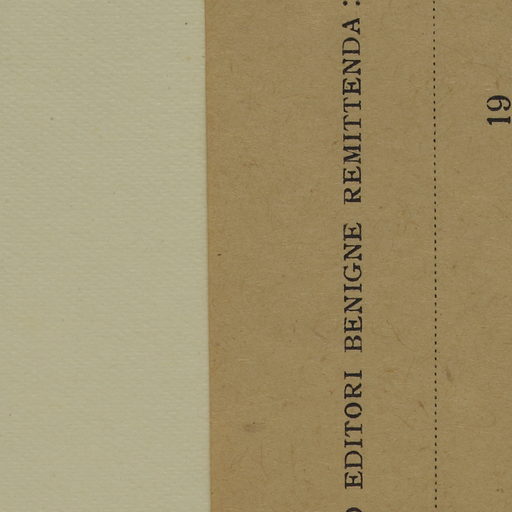 EDITORI BENIGNE REMITTENDA:
19